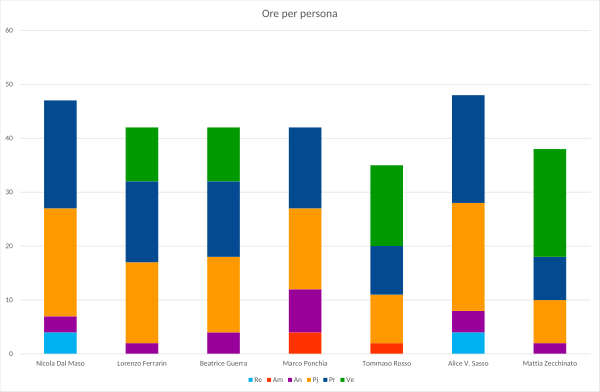 Ore per persona
60
50
40
30
20
10
0
Nicola Dal Maso Lorenzo Ferrarin Beatrice Guerra Marco Ponchia Tommaso Rosso Alice V. Sasso Mattia Zecchinato
Re Am An Pj Pr Ve